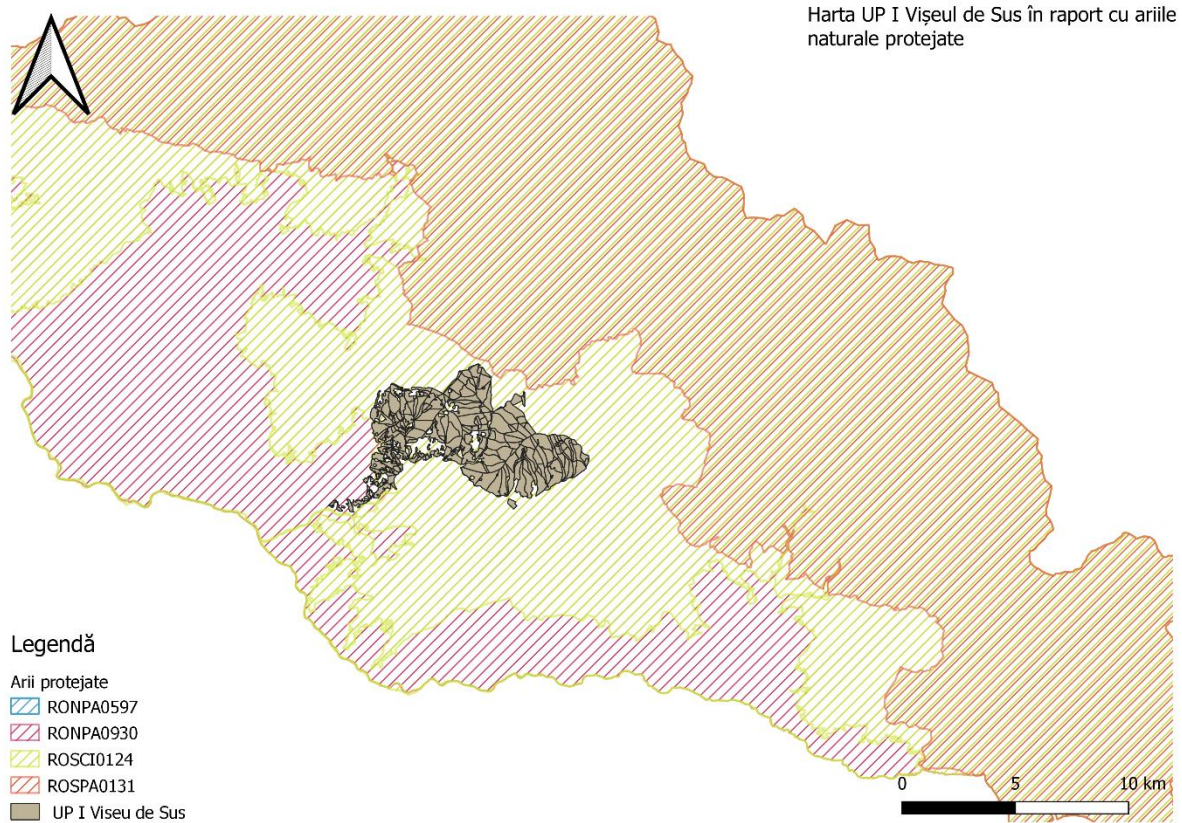 Harta UP I Vișeul de Sus în raport cu ariile
naturale protejate
Legendă
Arii protejate
RONPA0597
RONPA0930
ROSCI0124
ROSPA0131
UP I Viseu de Sus
0 5 10 km